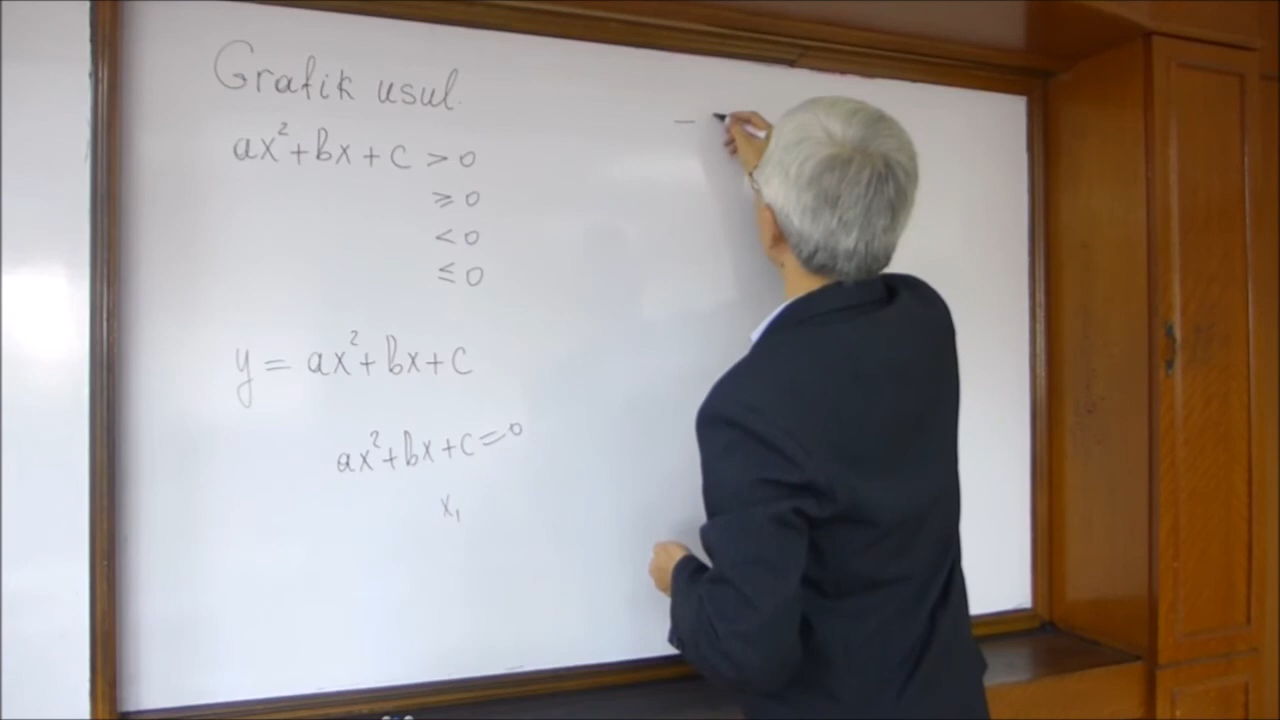 Grafik usul.
ax²+bx+c > 0
≥ 0
< 0
≤ 0
y = ax²+bx+c
ax²+bx+c=0
x₁
—